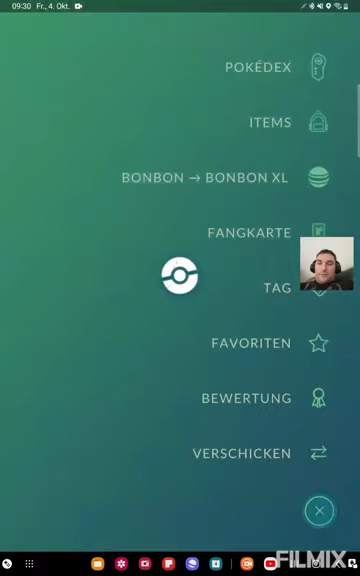 09:30 Fr., 4. Okt.
POKÉDEX
ITEMS
BONBON → BONBON XL
FANGKARTE
TAG
FAVORITEN
BEWERTUNG
VERSCHICKEN
FILMIX